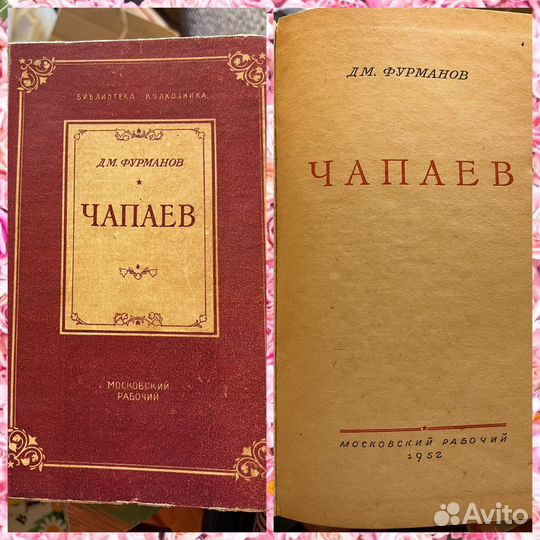 БИБЛИОТЕКА КОЛХОЗНИКА
ДМ. ФУРМАНОВ
ЧАПАЕВ
МОСКОВСКИЙ
РАБОЧИЙ
ДМ. ФУРМАНОВ
ЧАПАЕВ
МОСКОВСКИЙ РАБОЧИЙ
1952
Avito